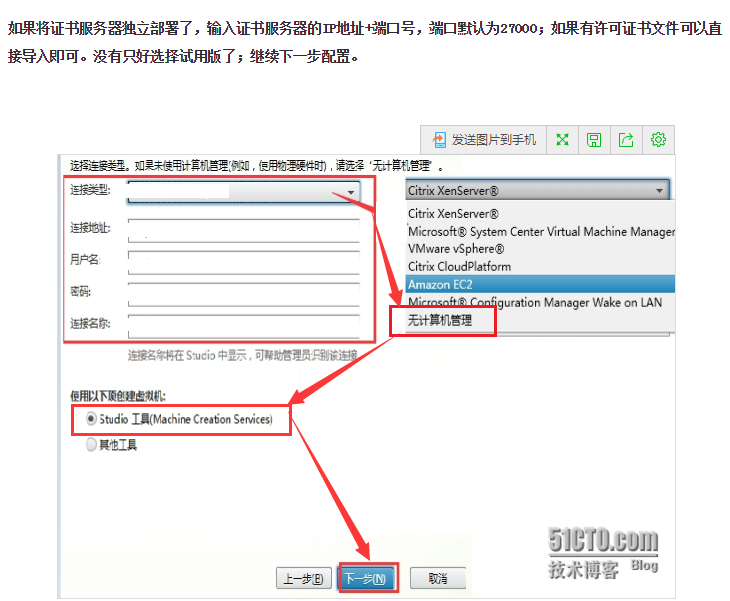 如果将证书服务器独立部署了，输入证书服务器的IP地址+端口号，端口默认为27000；如果有许可证书文件可以直
接导入即可。没有只好选择试用版了；继续下一步配置。
发送图片到手机
选择连接类型。如果未使用计算机管理(例如，使用物理硬件时)，请选择“无计算机管理”。
连接类型:
Citrix XenServer®
Citrix XenServer®
连接地址:
Microsoft® System Center Virtual Machine Manager
VMware vSphere®
用户名:
Citrix CloudPlatform
Amazon EC2
密码:
Microsoft® Configuration Manager Wake on LAN
连接名称:
无计算机管理
连接名称将在 Studio 中显示，可帮助管理员识别该连接
使用以下项创建虚拟机:
Studio 工具(Machine Creation Services)
其他工具
51CTO.com
技术博客 Blog
上一步(B) 下一步(N) 取消